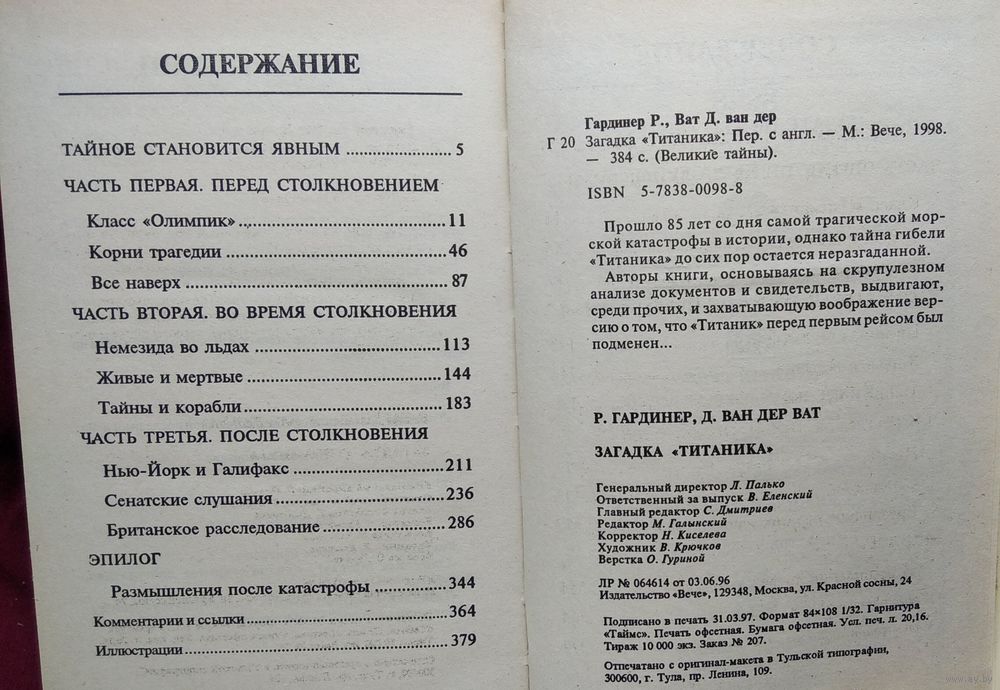 СОДЕРЖАНИЕ
ТАЙНОЕ СТАНОВИТСЯ ЯВНЫМ ................ 5
ЧАСТЬ ПЕРВАЯ. ПЕРЕД СТОЛКНОВЕНИЕМ
Класс «Олимпик» ................ 11
Корни трагедии ................ 46
Все наверх ................ 87
ЧАСТЬ ВТОРАЯ. ВО ВРЕМЯ СТОЛКНОВЕНИЯ
Немезида во льдах ................ 113
Живые и мертвые ................ 144
Тайны и корабли ................ 183
ЧАСТЬ ТРЕТЬЯ. ПОСЛЕ СТОЛКНОВЕНИЯ
Нью-Йорк и Галифакс ................ 211
Сенатские слушания ................ 236
Британское расследование ................ 286
ЭПИЛОГ
Размышления после катастрофы ................ 344
Комментарии и ссылки ................ 364
Иллюстрации ................ 379
Гардинер Р., Ват Д. ван дер
Г 20 Загадка «Титаника»: Пер. с англ. — М.: Вече, 1998.
— 384 с. (Великие тайны).
ISBN 5-7838-0098-8
Прошло 85 лет со дня самой трагической мор-
ской катастрофы в истории, однако тайна гибели
«Титаника» до сих пор остается неразгаданной.
Авторы книги, основываясь на скрупулезном
анализе документов и свидетельств, выдвигают,
среди прочих, и захватывающую воображение вер-
сию о том, что «Титаник» перед первым рейсом был
подменен...
Р. ГАРДИНЕР, Д. ВАН ДЕР ВАТ
ЗАГАДКА «ТИТАНИКА»
Генеральный директор Л. Палько
Ответственный за выпуск В. Еленский
Главный редактор С. Дмитриев
Редактор М. Галынский
Корректор Н. Киселева
Художник В. Крючков
Верстка О. Гуриной
ЛР № 064614 от 03.06.96
Издательство «Вече», 129348, Москва, ул. Красной сосны, 24
Подписано в печать 31.03.97. Формат 84×108 1/32. Гарнитура
«Таймс». Печать офсетная. Бумага офсетная. Усл. печ. л. 20,16.
Тираж 10 000 экз. Заказ № 207.
Отпечатано с оригинал-макета в Тульской типографии,
300600, г. Тула, пр. Ленина, 109.
www.ay.by